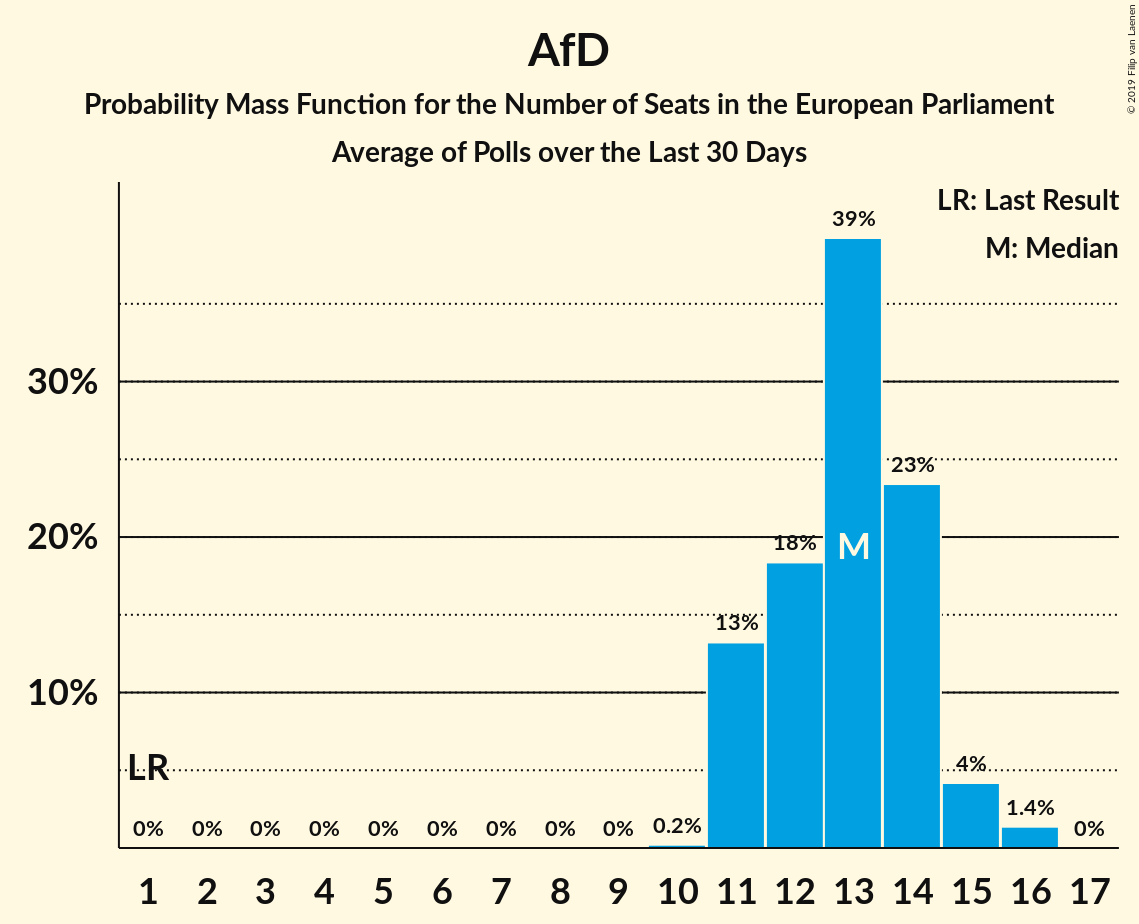 AfD
Probability Mass Function for the Number of Seats in the European Parliament
Average of Polls over the Last 30 Days
© 2019 Filip van Laenen
LR: Last Result
M: Median
30%
20%
10%
LR
M
0% 0% 0% 0% 0% 0% 0% 0% 0% 0.2% 13% 18% 39% 23% 4% 1.4% 0%
1 2 3 4 5 6 7 8 9 10 11 12 13 14 15 16 17